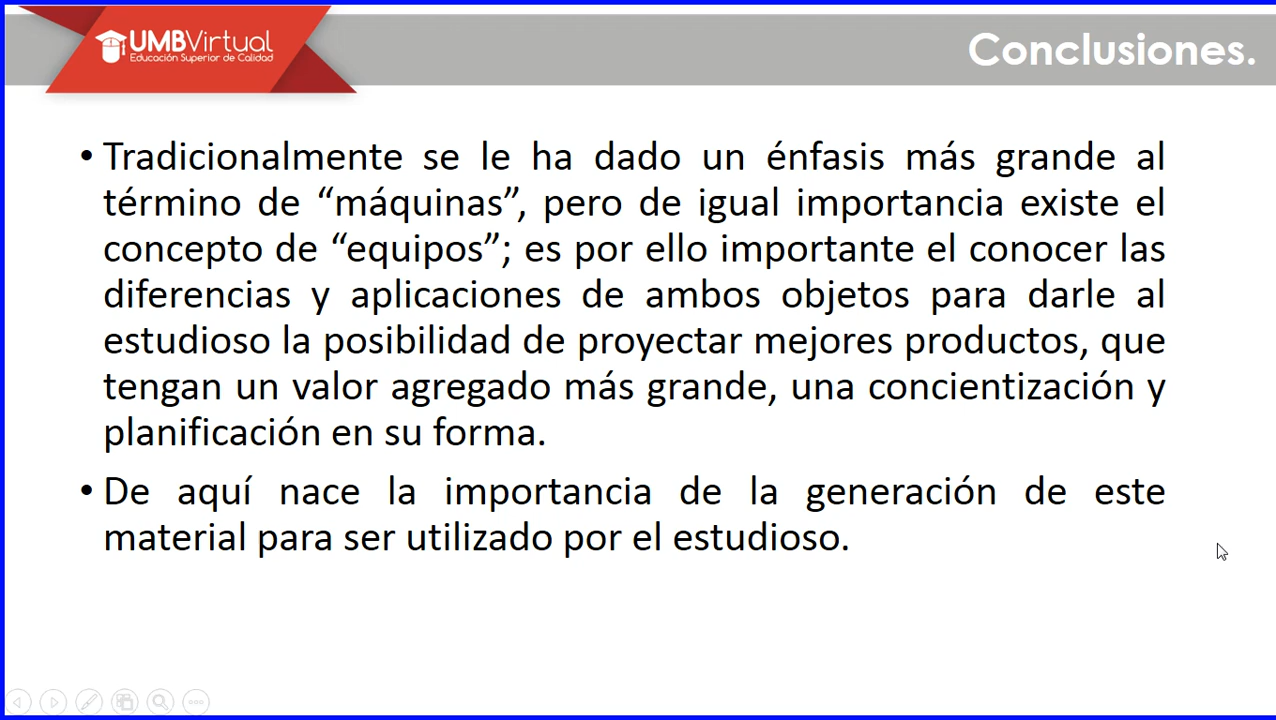 UMBVirtual
Educación Superior de Calidad
Conclusiones.
• Tradicionalmente se le ha dado un énfasis más grande al
término de “máquinas”, pero de igual importancia existe el
concepto de “equipos”; es por ello importante el conocer las
diferencias y aplicaciones de ambos objetos para darle al
estudioso la posibilidad de proyectar mejores productos, que
tengan un valor agregado más grande, una concientización y
planificación en su forma.
• De aquí nace la importancia de la generación de este
material para ser utilizado por el estudioso.